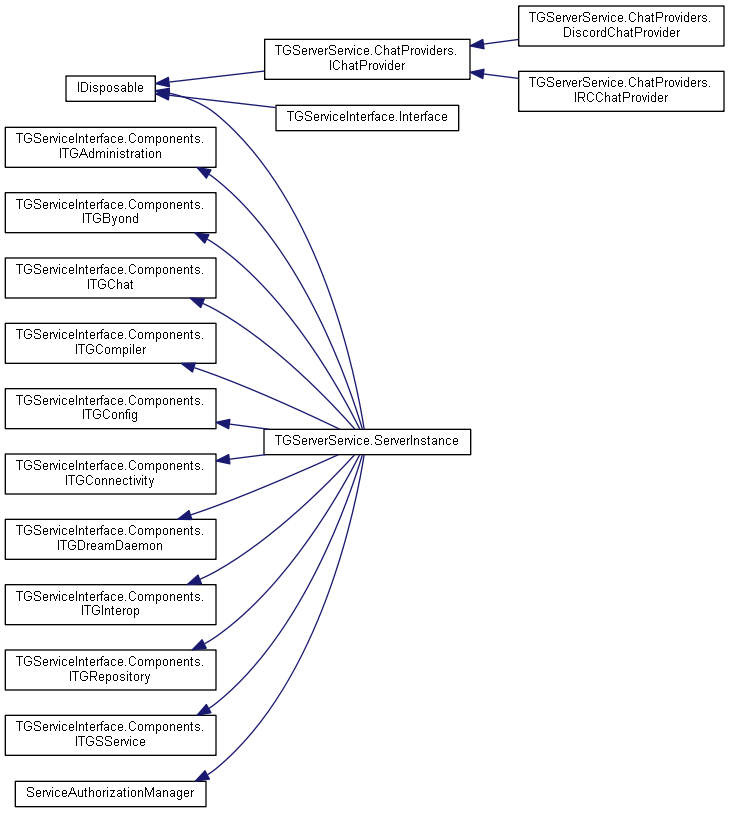 TGServerService.ChatProviders.
DiscordChatProvider
TGServerService.ChatProviders.
IChatProvider
TGServerService.ChatProviders.
IRCChatProvider
IDisposable
TGServiceInterface.Interface
TGServiceInterface.Components.
ITGAdministration
TGServiceInterface.Components.
ITGByond
TGServiceInterface.Components.
ITGChat
TGServiceInterface.Components.
ITGCompiler
TGServiceInterface.Components.
ITGConfig
TGServerService.ServerInstance
TGServiceInterface.Components.
ITGConnectivity
TGServiceInterface.Components.
ITGDreamDaemon
TGServiceInterface.Components.
ITGInterop
TGServiceInterface.Components.
ITGRepository
TGServiceInterface.Components.
ITGSService
ServiceAuthorizationManager